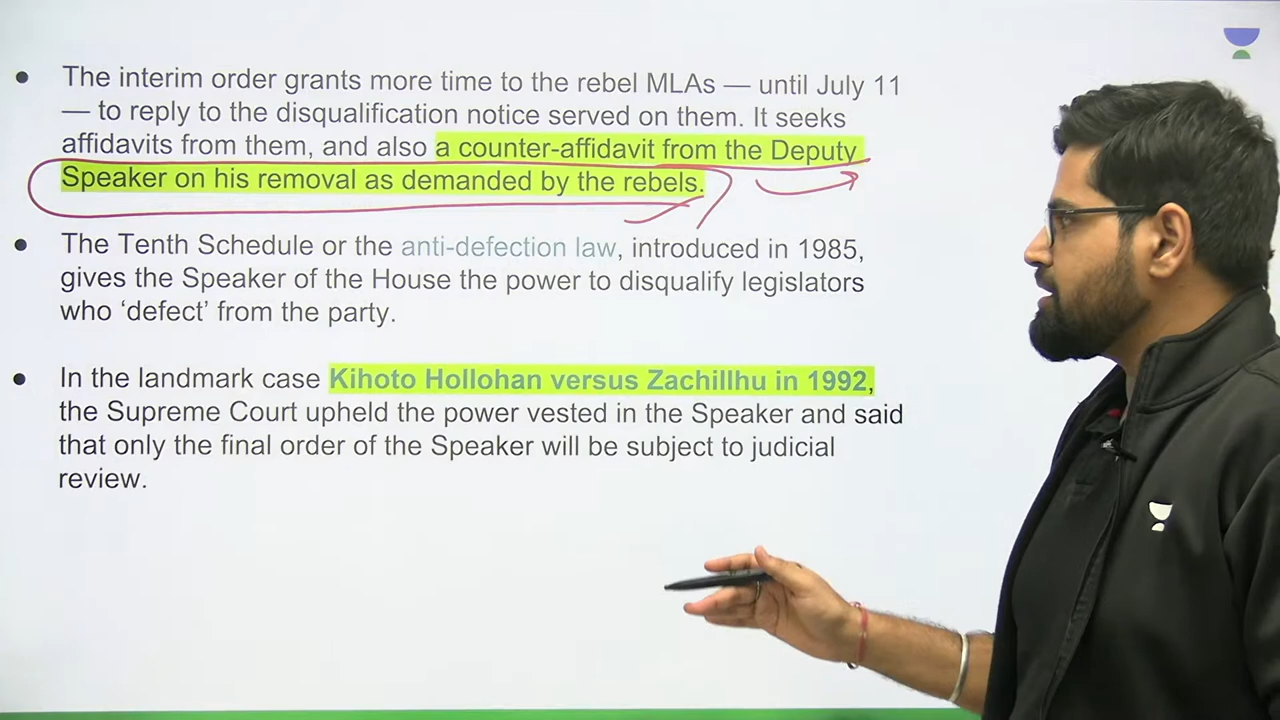 The interim order grants more time to the rebel MLAs — until July 11
— to reply to the disqualification notice served on them. It seeks
affidavits from them, and also a counter-affidavit from the Deputy
Speaker on his removal as demanded by the rebels.
The Tenth Schedule or the anti-defection law, introduced in 1985,
gives the Speaker of the House the power to disqualify legislators
who ‘defect’ from the party.
In the landmark case Kihoto Hollohan versus Zachillhu in 1992,
the Supreme Court upheld the power vested in the Speaker and said
that only the final order of the Speaker will be subject to judicial
review.